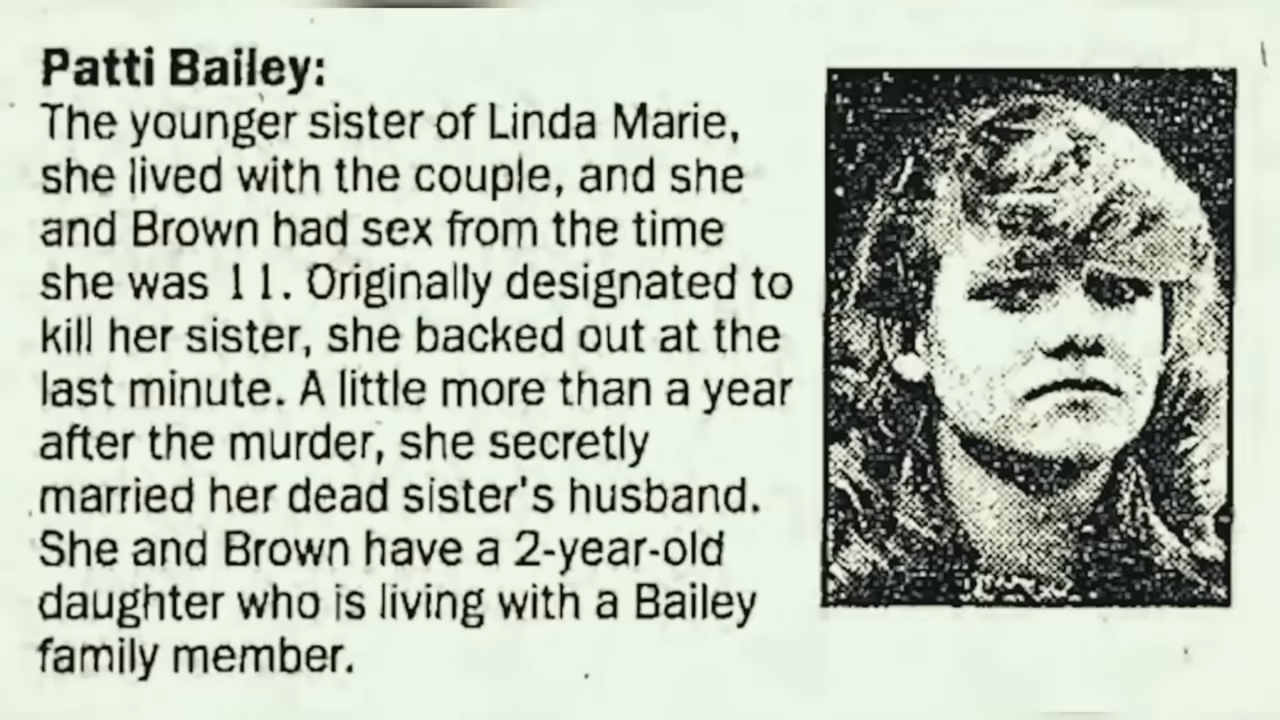 Patti Bailey:
The younger sister of Linda Marie,
she lived with the couple, and she
and Brown had sex from the time
she was 11. Originally designated to
kill her sister, she backed out at the
last minute. A little more than a year
after the murder, she secretly
married her dead sister's husband.
She and Brown have a 2-year-old
daughter who is living with a Bailey
family member.